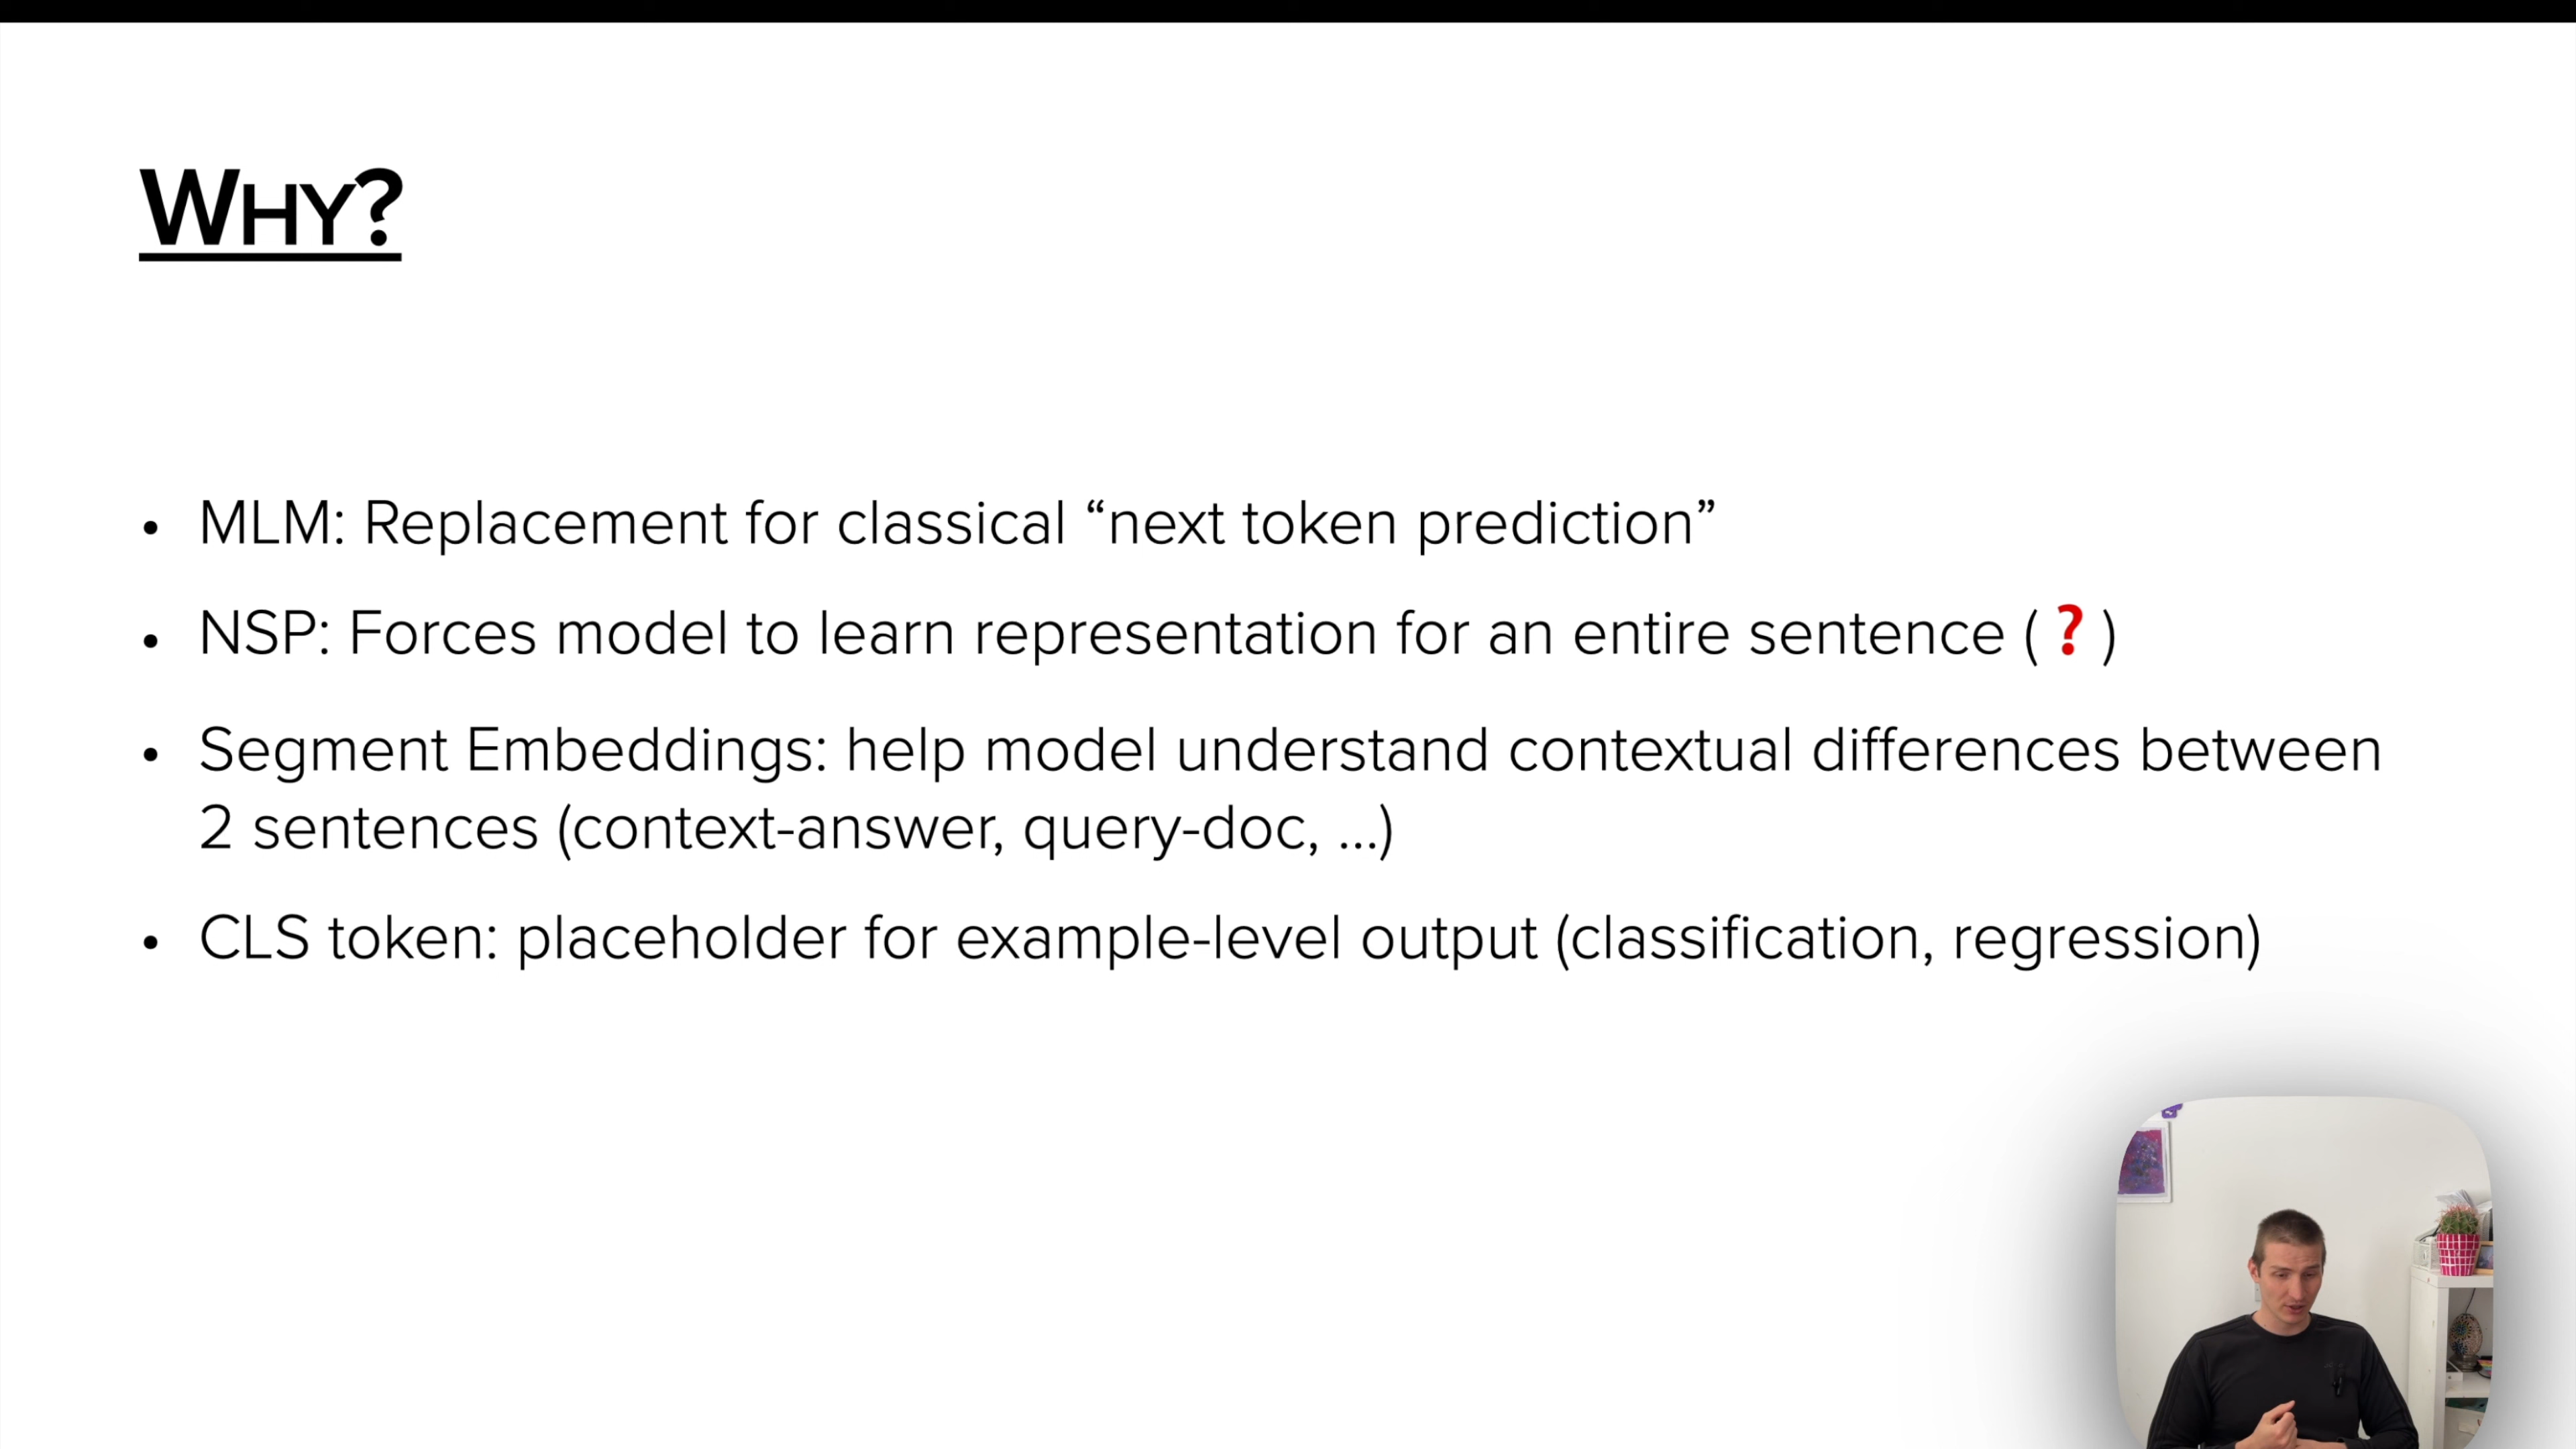 WHY?
• MLM: Replacement for classical “next token prediction”
• NSP: Forces model to learn representation for an entire sentence (❓)
• Segment Embeddings: help model understand contextual differences between
2 sentences (context-answer, query-doc, …)
• CLS token: placeholder for example-level output (classification, regression)